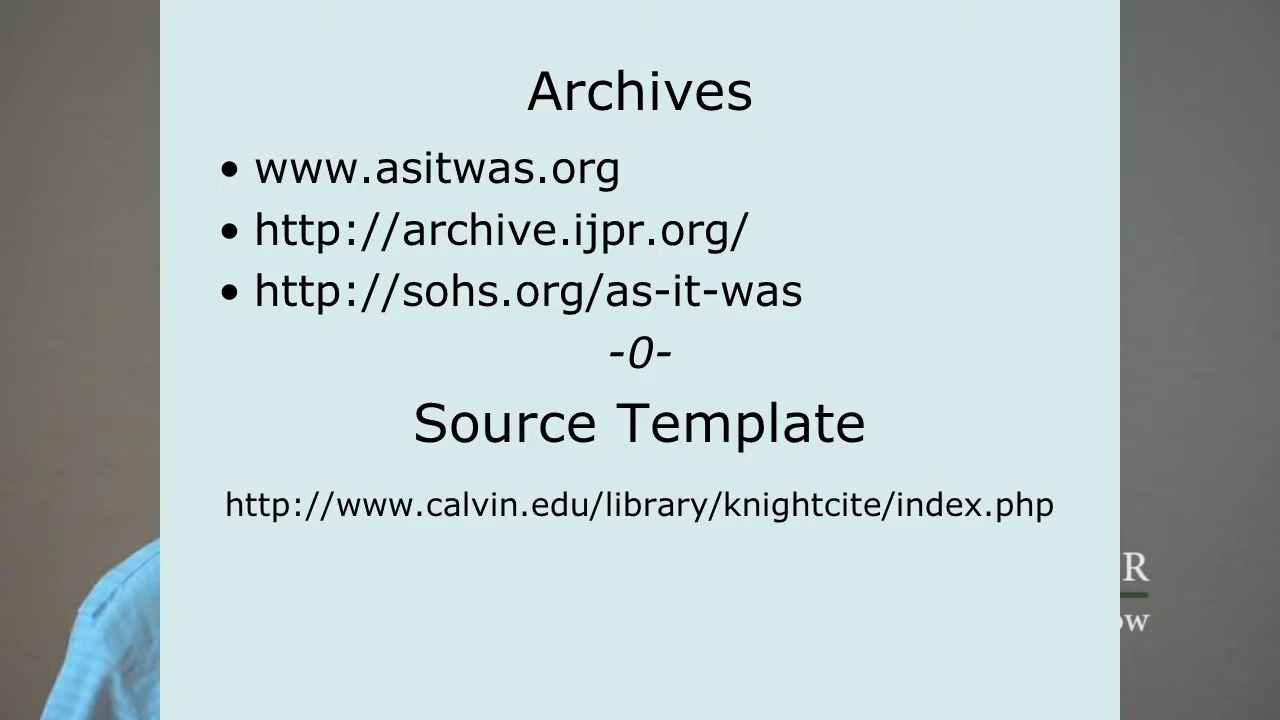 Archives
• www.asitwas.org
• http://archive.ijpr.org/
• http://sohs.org/as-it-was
-0-
Source Template
http://www.calvin.edu/library/knightcite/index.php
R
ow